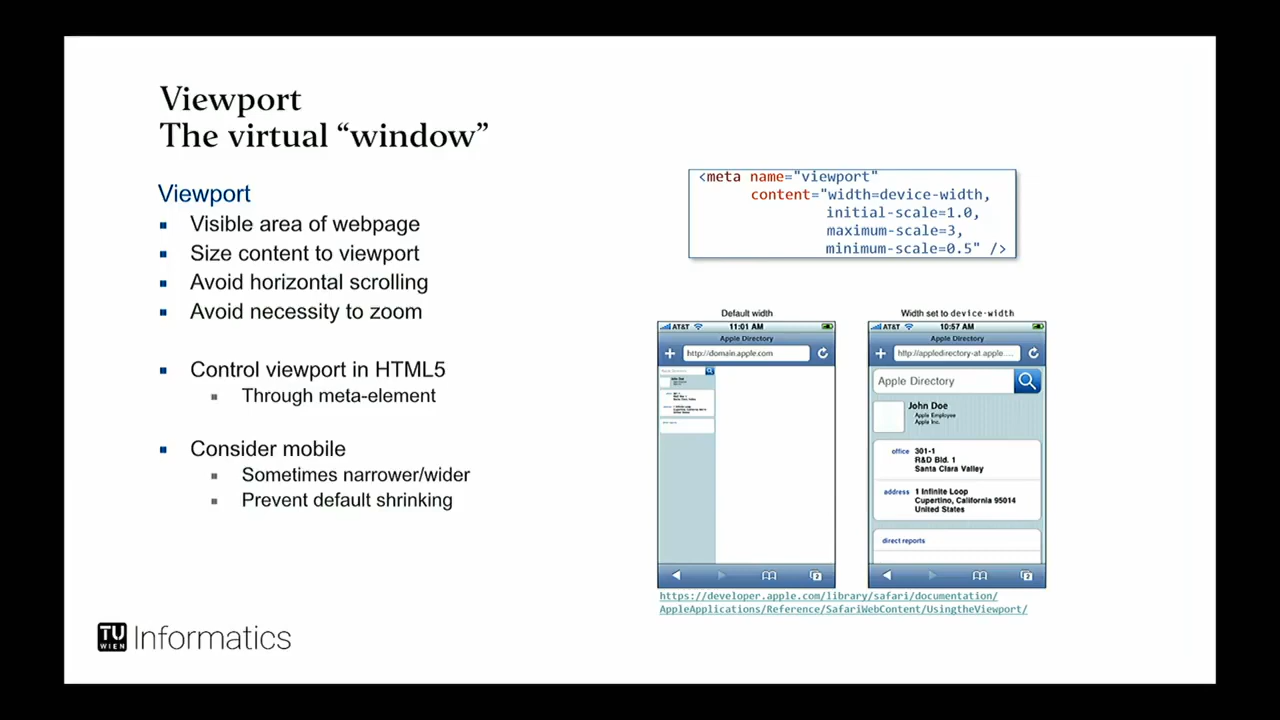 Viewport
The virtual “window”
Viewport
Visible area of webpage
Size content to viewport
Avoid horizontal scrolling
Avoid necessity to zoom
Control viewport in HTML5
Through meta-element
Consider mobile
Sometimes narrower/wider
Prevent default shrinking
<meta name="viewport"
content="width=device-width,
initial-scale=1.0,
maximum-scale=3,
minimum-scale=0.5" />
Default width
AT&T 11:01 AM
Apple Directory
http://domain.apple.com
Apple Directory
John Doe
2
Width set to device-width
AT&T 10:57 AM
Apple Directory
http://appledirectory-at.apple....
Apple Directory
John Doe
Apple Employee
Apple Inc.
office 301-1
R&D Bld. 1
Santa Clara Valley
address 1 Infinite Loop
Cupertino, California 95014
United States
direct reports
2
https://developer.apple.com/library/safari/documentation/
AppleApplications/Reference/SafariWebContent/UsingtheViewport/
TU
WIEN
Informatics